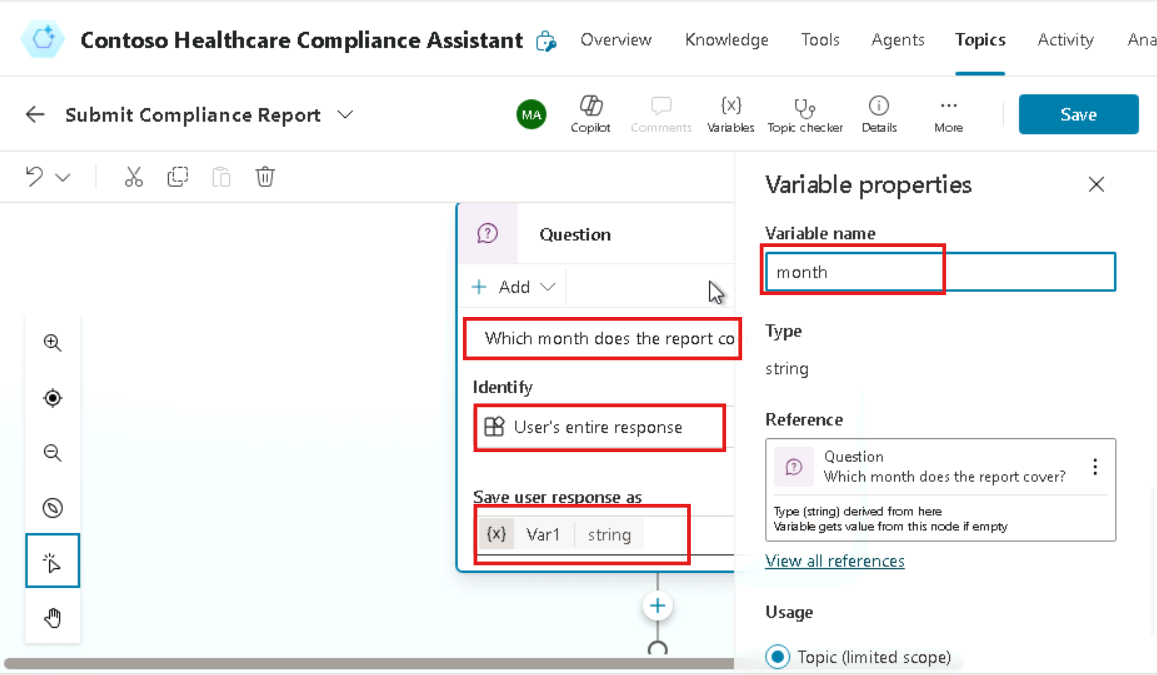 Contoso Healthcare Compliance Assistant Overview Knowledge Tools Agents Topics Activity Ana
Submit Compliance Report MA Copilot Comments {x} Variables Topic checker Details More Save
Variable properties
Question
Variable name
Add
month
Which month does the report co
Type
string
Identify
User's entire response
Reference
Question
Which month does the report cover?
Save user response as
{x} Var1 string
Type (string) derived from here
Variable gets value from this node if empty
View all references
Usage
Topic (limited scope)